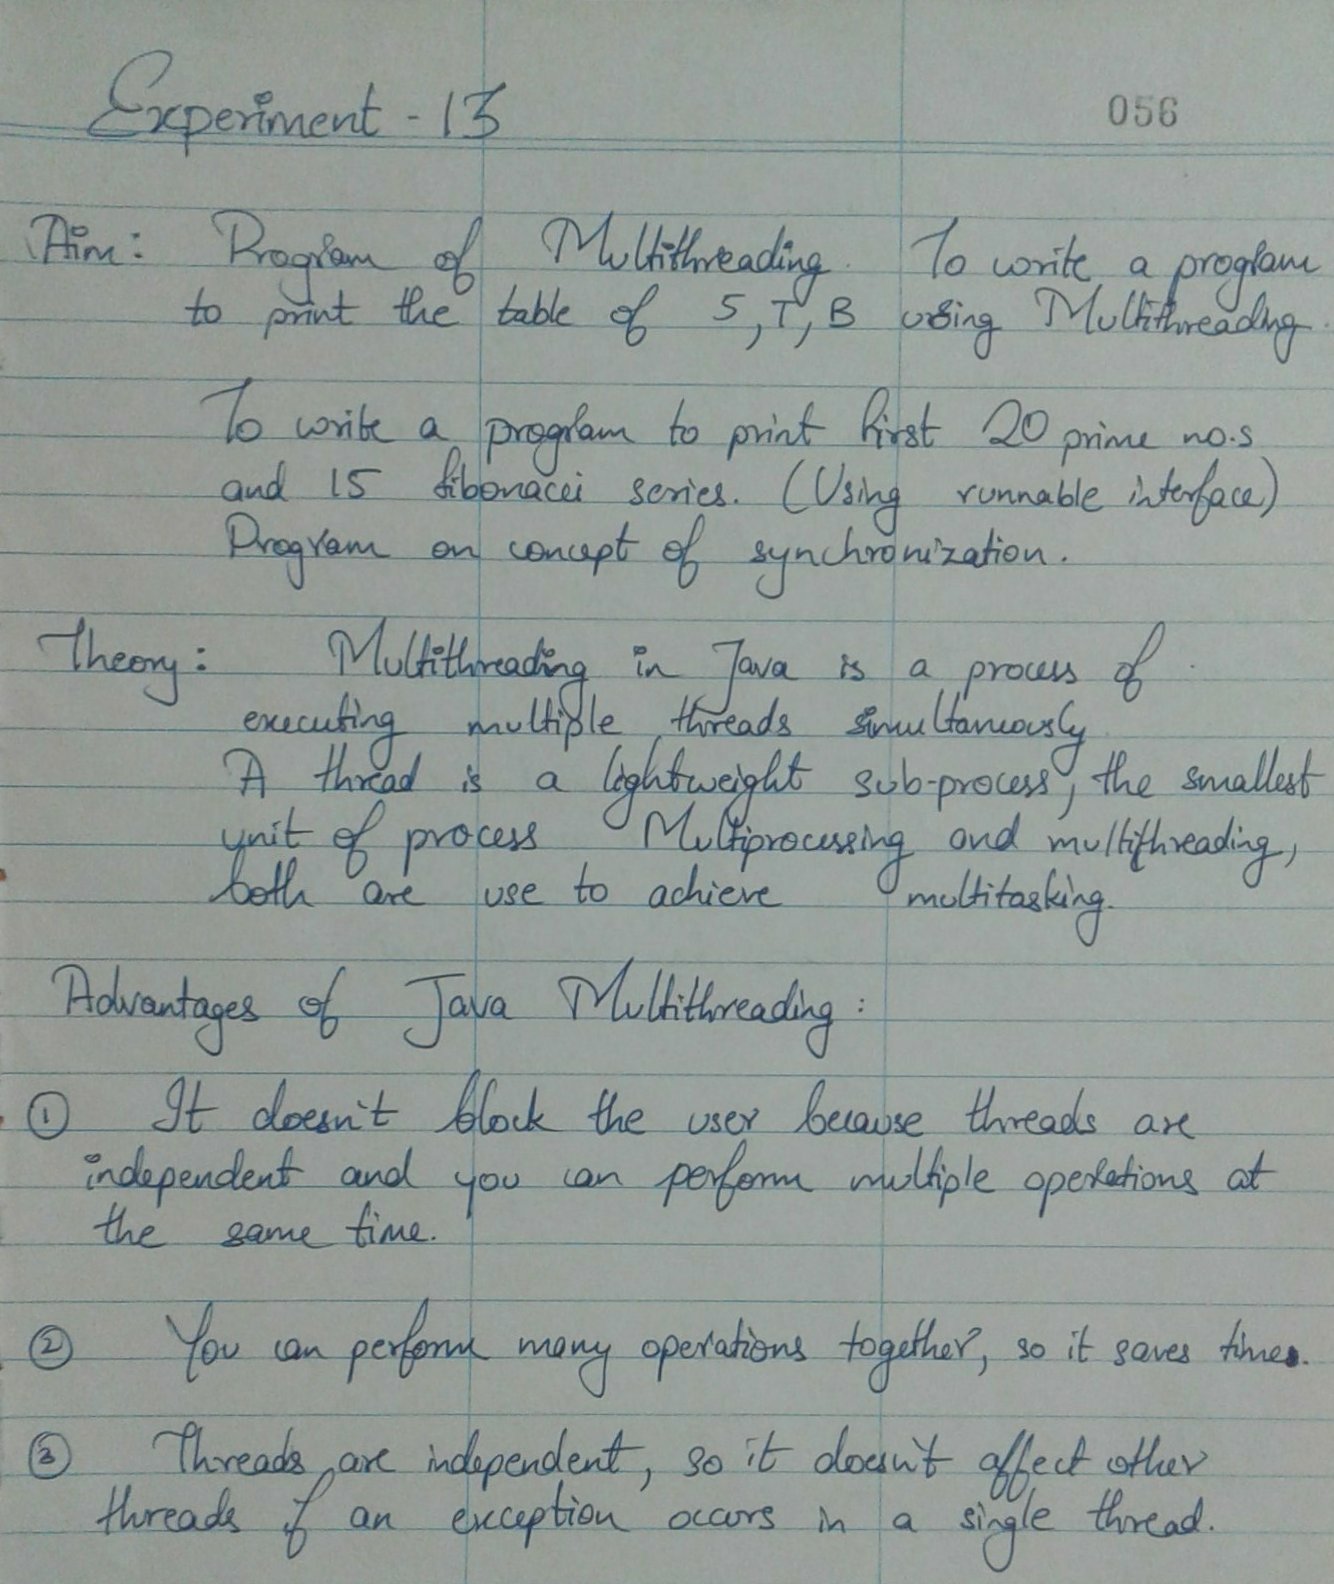 Experiment - 13
056
Aim: Program of Multithreading. To write a program
to print the table of 5, 7, 13 using Multithreading.
To write a program to print first 20 prime no.s
and 15 fibonacci series. (Using runnable interface)
Program on concept of synchronization.
Theory: Multithreading in Java is a process of
executing multiple threads simultaneously
A thread is a lightweight sub-process, the smallest
unit of process Multiprocessing and multithreading,
both are use to achieve multitasking.
Advantages of Java Multithreading:
① It doesn't block the user because threads are
independent and you can perform multiple operations at
the same time.
② You can perform many operations together, so it saves time.
③ Threads are independent, so it doesn't affect other
threads if an exception occurs in a single thread.